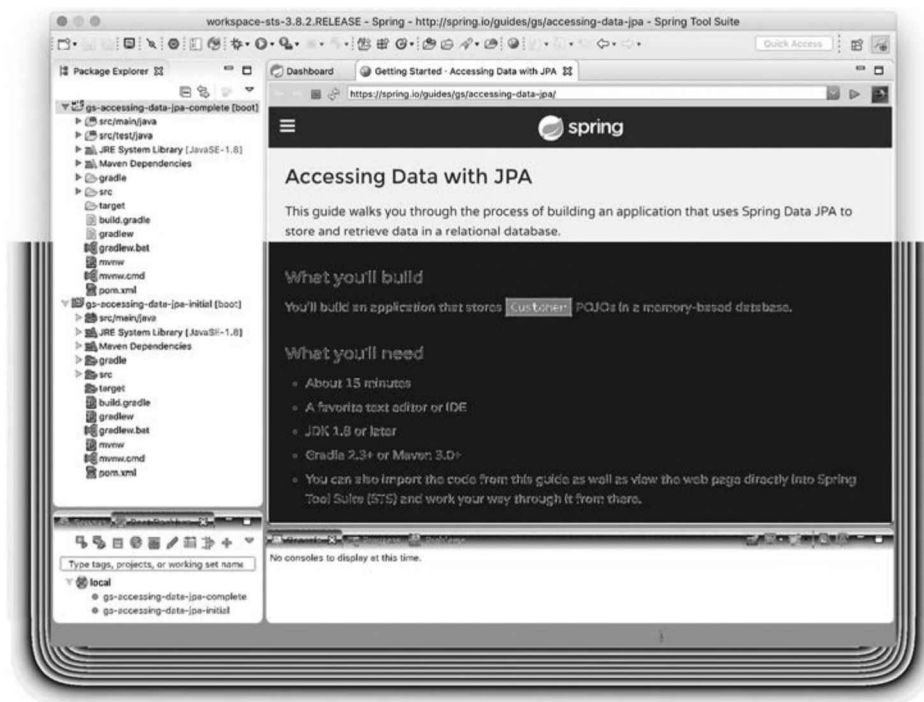 workspace-sts-3.8.2.RELEASE - Spring - http://spring.io/guides/gs/accessing-data-jpa - Spring Tool Suite
Quick Access
Package Explorer
gs-accessing-data-jpa-complete [boot]
src/main/java
src/test/java
JRE System Library [JavaSE-1.8]
Maven Dependencies
gradle
src
target
build.gradle
gradlew
gradlew.bat
mvnw
mvnw.cmd
pom.xml
gs-accessing-data-jpa-initial [boot]
src/main/java
JRE System Library [JavaSE-1.8]
Maven Dependencies
gradle
src
target
build.gradle
gradlew
gradlew.bat
mvnw
mvnw.cmd
pom.xml
Type tags, projects, or working set name
local
gs-accessing-data-jpa-complete
gs-accessing-data-jpa-initial
Dashboard
Getting Started · Accessing Data with JPA
https://spring.io/guides/gs/accessing-data-jpa/
spring
Accessing Data with JPA
This guide walks you through the process of building an application that uses Spring Data JPA to
store and retrieve data in a relational database.
What you'll build
You'll build an application that stores Customer POJOs in a memory-based database.
What you'll need
About 15 minutes
A favorite text editor or IDE
JDK 1.8 or later
Gradle 2.3+ or Maven 3.0+
You can also import the code from this guide as well as view the web page directly into Spring
Tool Suite (STS) and work your way through it from there.
Console Progress Problems
No consoles to display at this time.